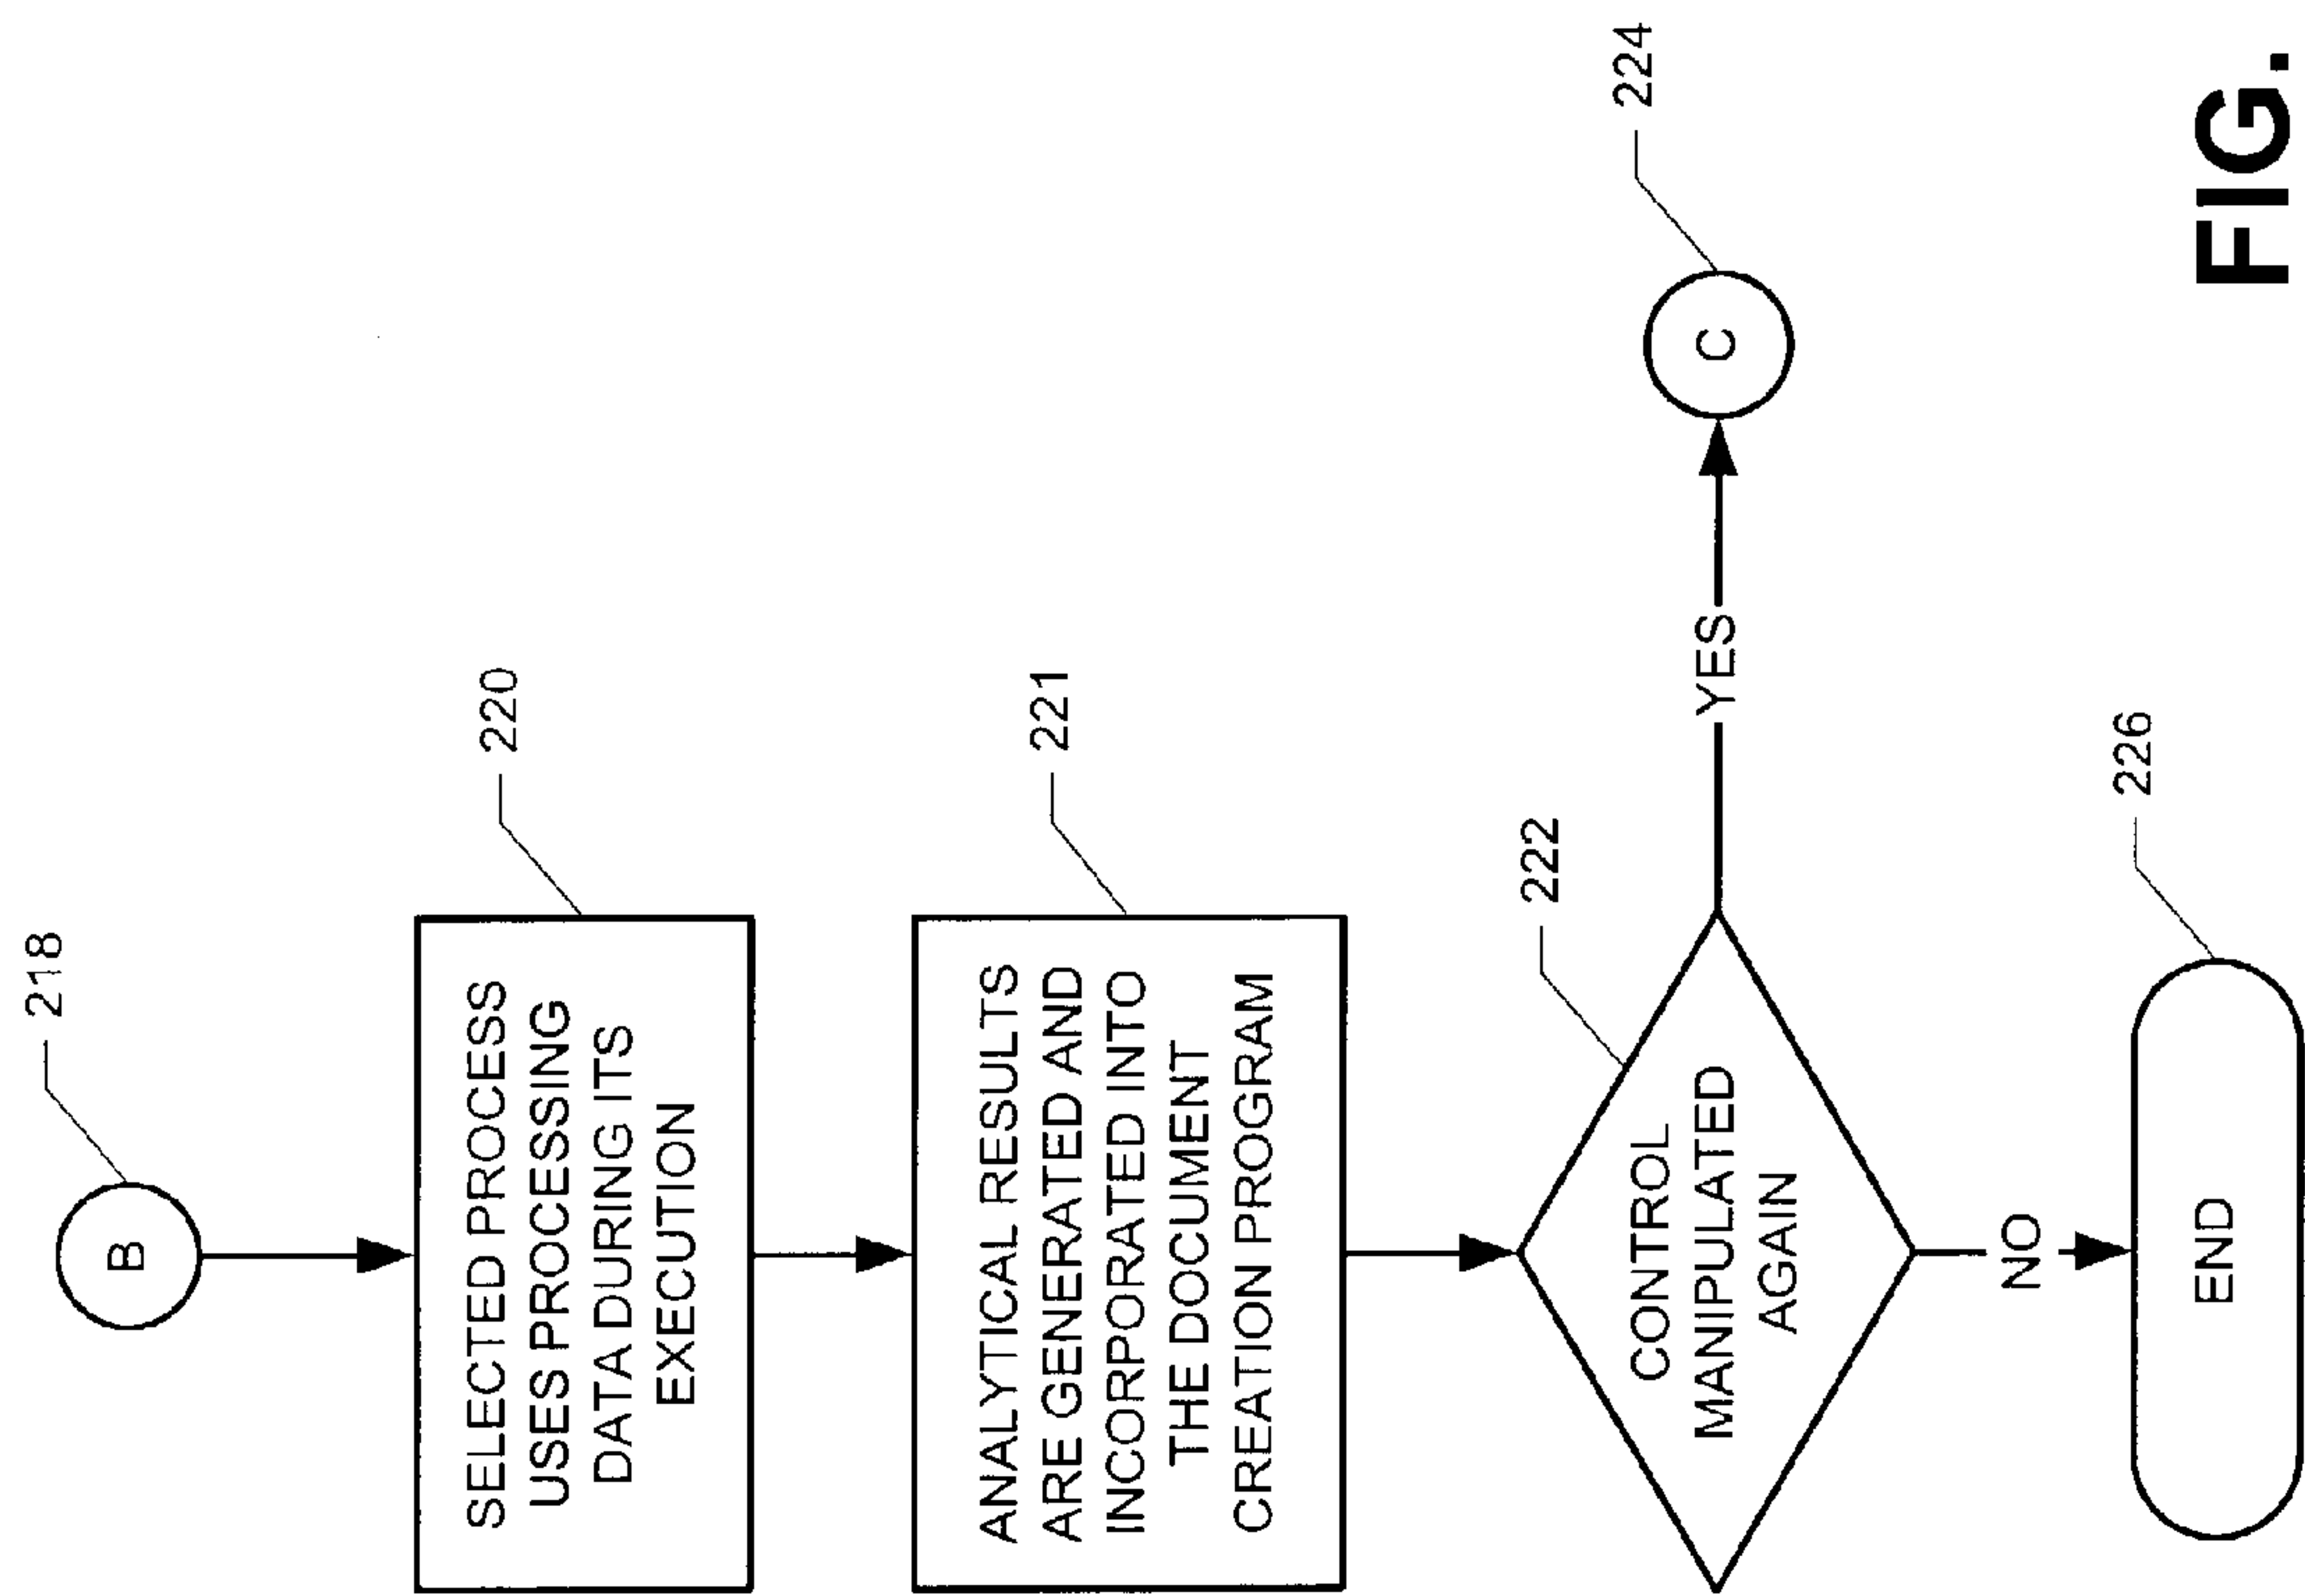 218
B
220
SELECTED PROCESS
USES PROCESSING
DATA DURING ITS
EXECUTION
221
ANALYTICAL RESULTS
ARE GENERATED AND
INCORPORATED INTO
THE DOCUMENT
CREATION PROGRAM
222
CONTROL
MANIPULATED
AGAIN
YES
224
C
NO
226
END
FIG.